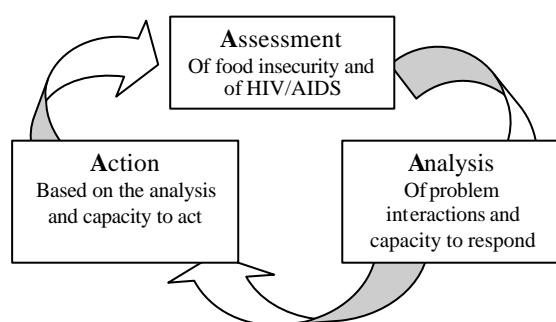 Assessment
Of food insecurity and
of HIV/AIDS
Action
Based on the analysis
and capacity to act
Analysis
Of problem
interactions and
capacity to respond